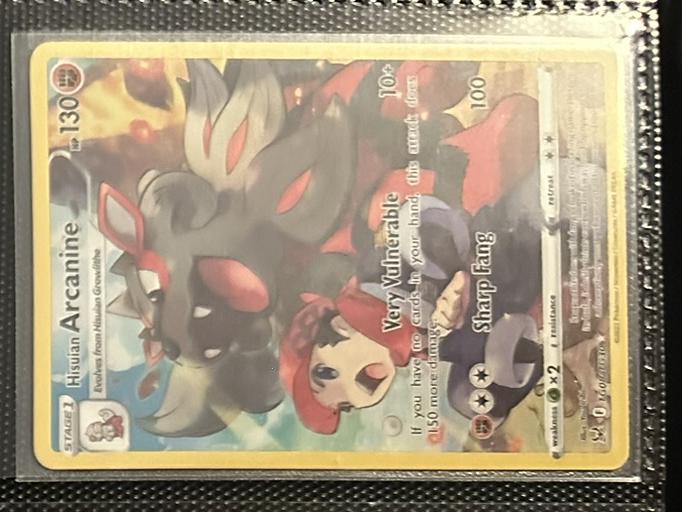 STAGE 1
Hisuian Arcanine
HP 130
Evolves from Hisuian Growlithe
Very Vulnerable 10+
If you have no cards in your hand, this attack does
150 more damage.
Sharp Fang 100
weakness ×2 resistance retreat